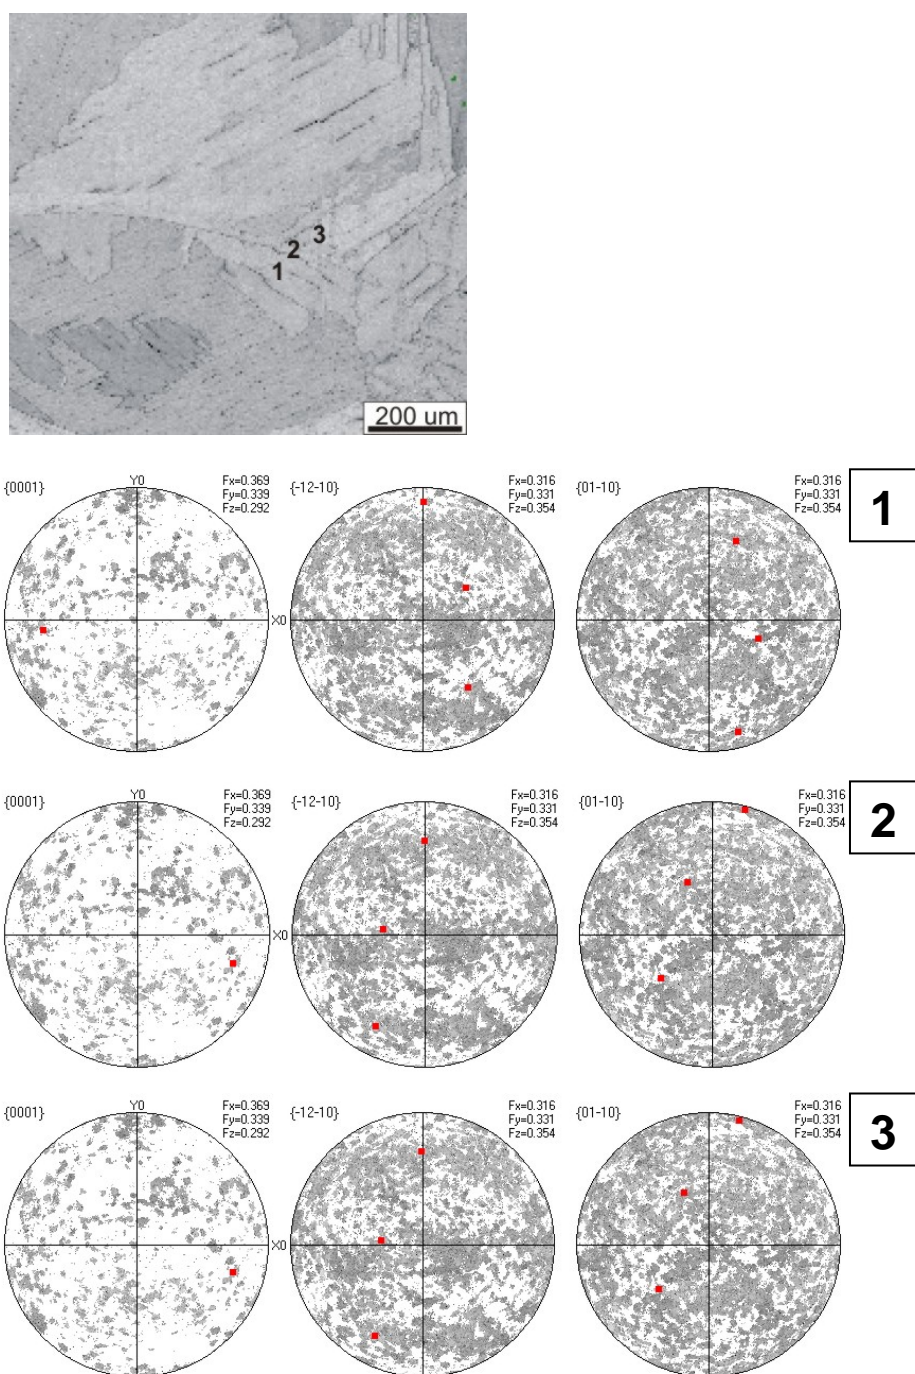 3
2
1
200 um
{0001}
Y0
Fx=0.369
Fy=0.339
Fz=0.292
X0
{-12-10}
Fx=0.316
Fy=0.331
Fz=0.354
{01-10}
Fx=0.316
Fy=0.331
Fz=0.354
1
{0001}
Y0
Fx=0.369
Fy=0.339
Fz=0.292
X0
{-12-10}
Fx=0.316
Fy=0.331
Fz=0.354
{01-10}
Fx=0.316
Fy=0.331
Fz=0.354
2
{0001}
Y0
Fx=0.369
Fy=0.339
Fz=0.292
X0
{-12-10}
Fx=0.316
Fy=0.331
Fz=0.354
{01-10}
Fx=0.316
Fy=0.331
Fz=0.354
3